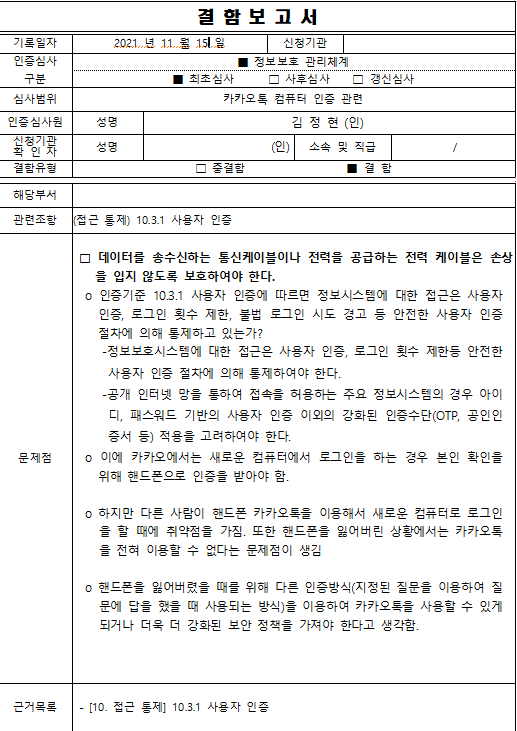 결 함 보 고 서
기록일자 2021. 년 11. 월 15. 일 신청기관
인증심사 ■ 정보보호 관리체계
구분 ■ 최초심사 □ 사후심사 □ 갱신심사
심사범위 카카오톡 컴퓨터 인증 관련
인증심사원 성명 김 정 현 (인)
신청기관
확 인 자 성명 (인) 소속 및 직급 /
결함유형 □ 중결함 ■ 결 함
해당부서
관련조항 (접근 통제) 10.3.1 사용자 인증
□ 데이터를 송수신하는 통신케이블이나 전력을 공급하는 전력 케이블은 손상
을 입지 않도록 보호하여야 한다.
o 인증기준 10.3.1 사용자 인증에 따르면 정보시스템에 대한 접근은 사용자
인증, 로그인 횟수 제한, 불법 로그인 시도 경고 등 안전한 사용자 인증
절차에 의해 통제하고 있는가?
-정보보호시스템에 대한 접근은 사용자 인증, 로그인 횟수 제한등 안전한
사용자 인증 절차에 의해 통제하여야 한다.
-공개 인터넷 망을 통하여 접속을 허용하는 주요 정보시스템의 경우 아이
디, 패스워드 기반의 사용자 인증 이외의 강화된 인증수단(OTP, 공인인
증서 등) 적용을 고려하여야 한다.
문제점
o 이에 카카오에서는 새로운 컴퓨터에서 로그인을 하는 경우 본인 확인을
위해 핸드폰으로 인증을 받아야 함.
o 하지만 다른 사람이 핸드폰 카카오톡을 이용해서 새로운 컴퓨터로 로그인
을 할 때에 취약점을 가짐. 또한 핸드폰을 잃어버린 상황에서는 카카오톡
을 전혀 이용할 수 없다는 문제점이 생김
o 핸드폰을 잃어버렸을 때를 위해 다른 인증방식(지정된 질문을 이용하여 질
문에 답을 했을 때 사용되는 방식)을 이용하여 카카오톡을 사용할 수 있게
되거나 더욱 더 강화된 보안 정책을 가져야 한다고 생각함.
근거목록 - [10. 접근 통제] 10.3.1 사용자 인증